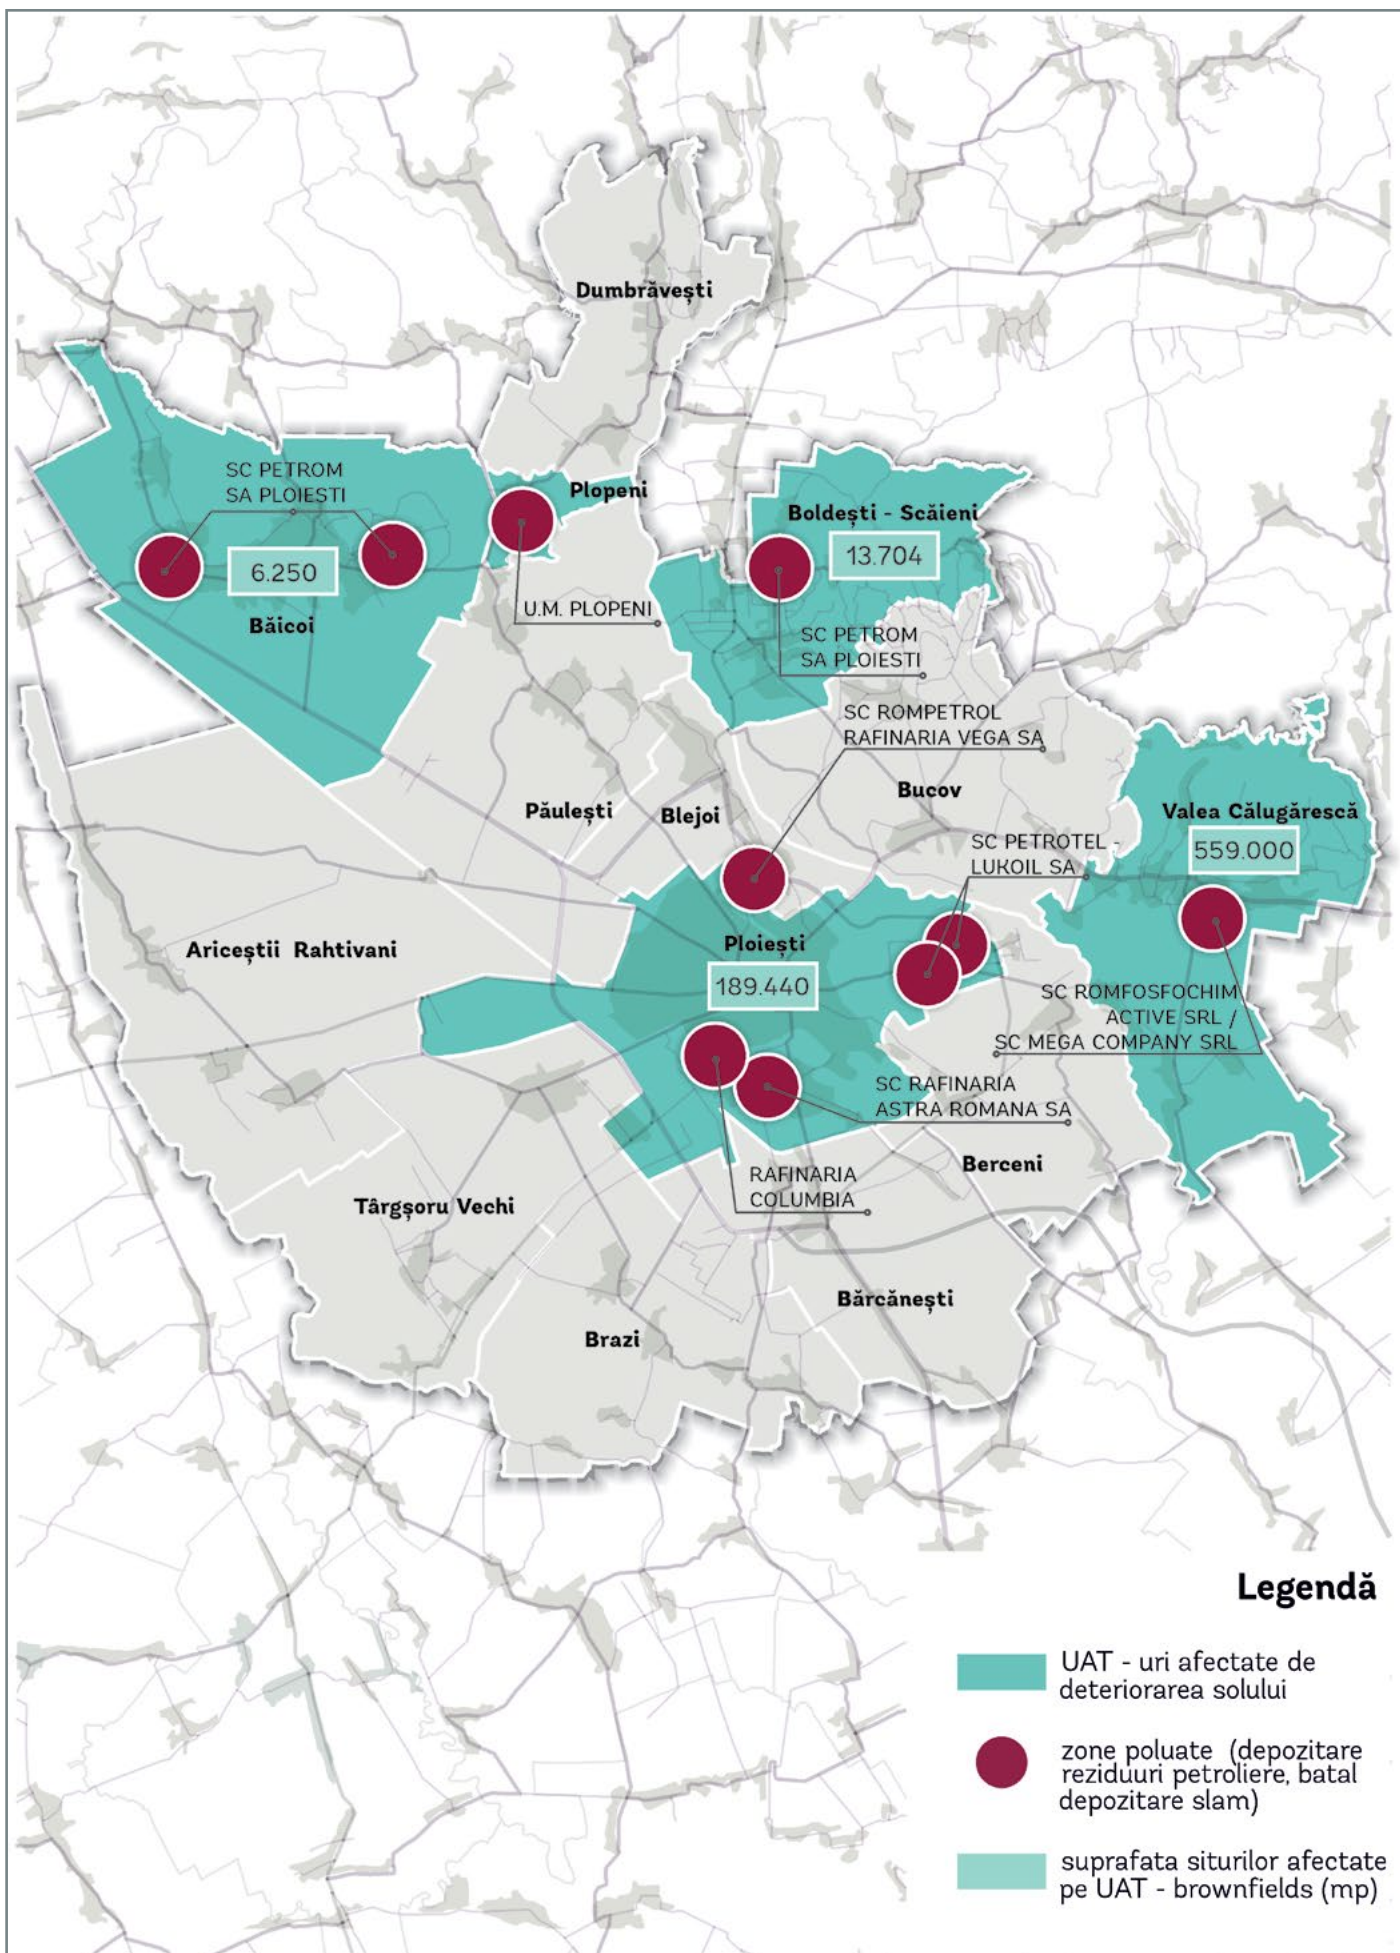 Dumbrăvești
SC PETROM
SA PLOIESTI
Plopeni
Boldești - Scăieni
13.704
6.250
U.M. PLOPENI
Băicoi
SC PETROM
SA PLOIESTI
SC ROMPETROL
RAFINARIA VEGA SA
Bucov
Păulești
Blejoi
Valea Călugărescă
559.000
SC PETROTEL -
LUKOIL SA
Ariceștii Rahtivani
Ploiești
189.440
SC ROMFOSFOCHIM
ACTIVE SRL /
SC MEGA COMPANY SRL
SC RAFINARIA
ASTRA ROMANA SA
Berceni
RAFINARIA
COLUMBIA
Târgșoru Vechi
Bărcănești
Brazi
Legendă
UAT - uri afectate de
deteriorarea solului
zone poluate (depozitare
reziduuri petroliere, batal
depozitare slam)
suprafata siturilor afectate
pe UAT - brownfields (mp)